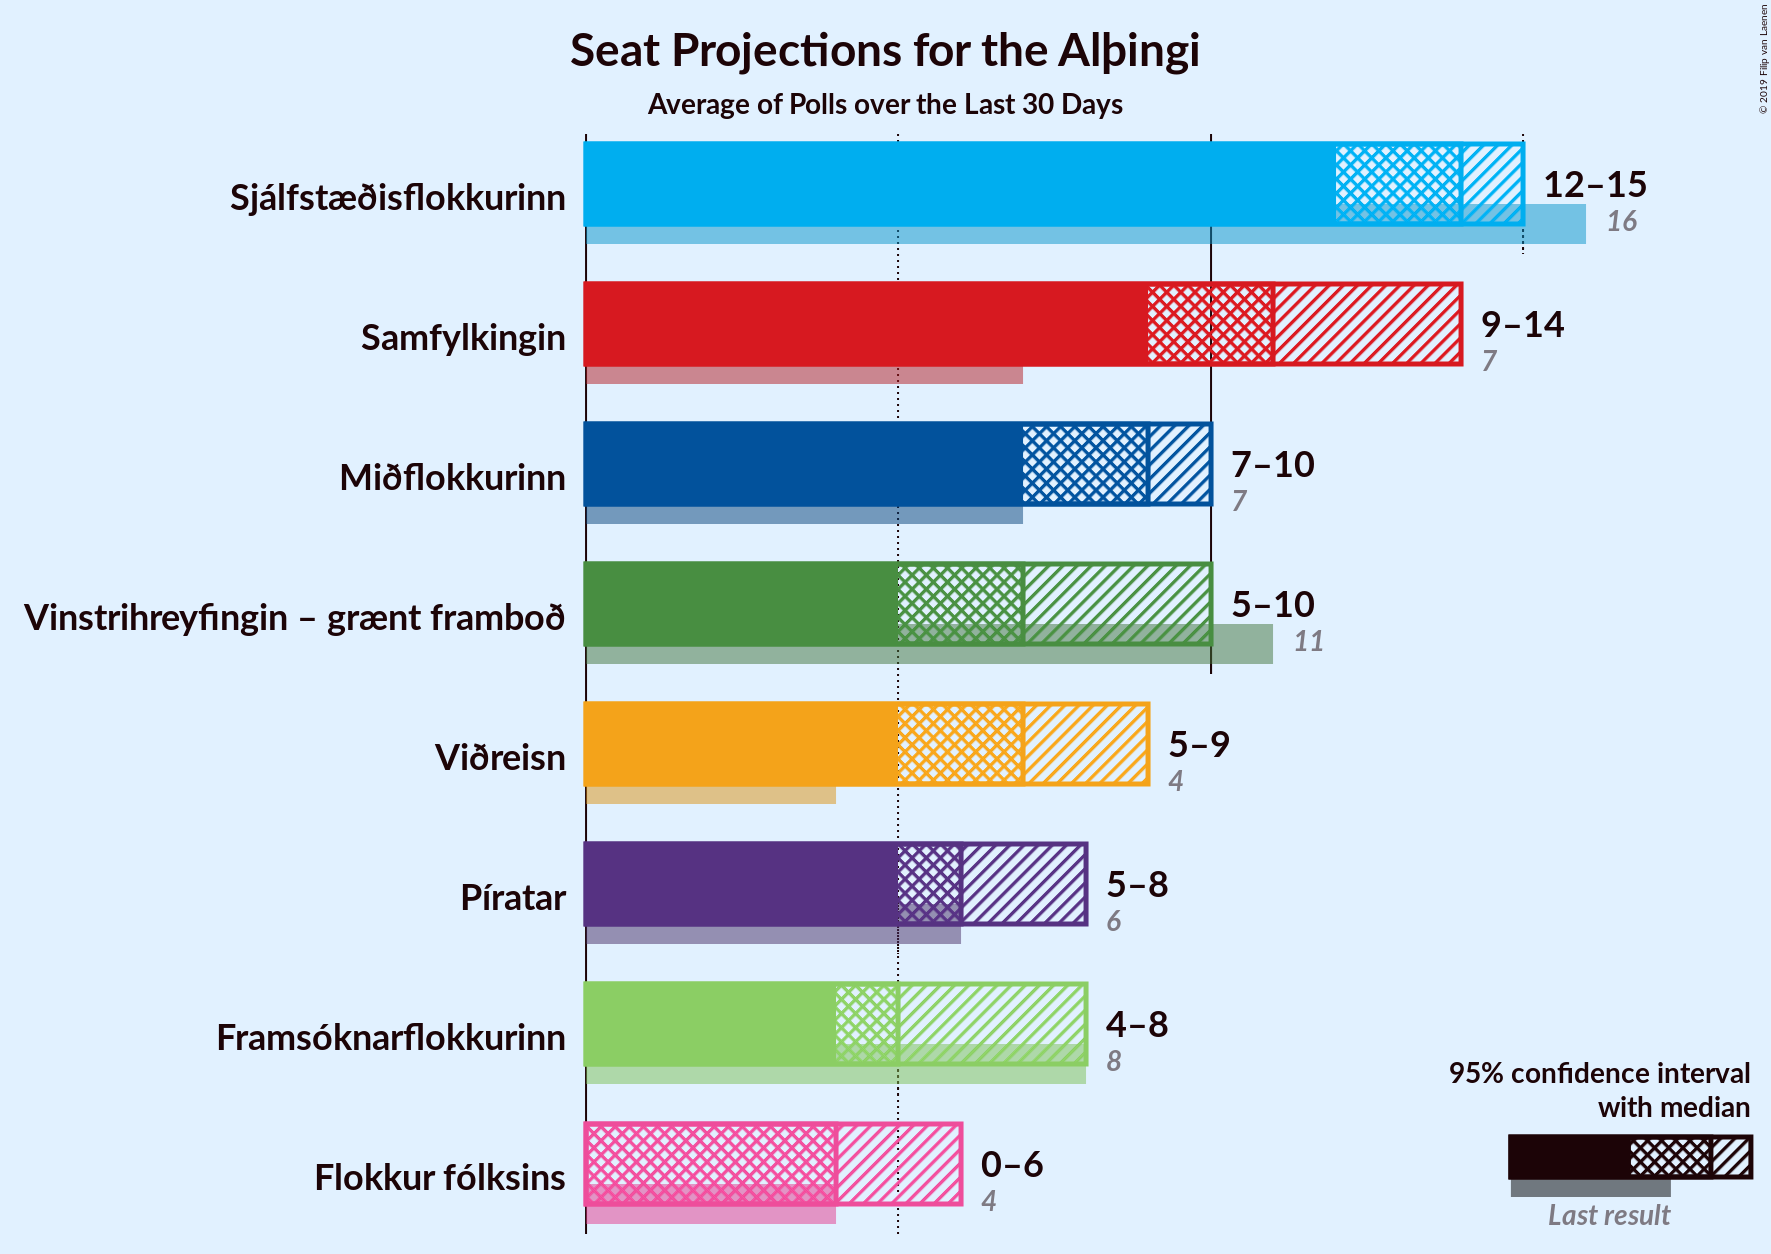 Seat Projections for the Alþingi
Average of Polls over the Last 30 Days
© 2019 Filip van Laenen
Sjálfstæðisflokkurinn
12–15
16
Samfylkingin
9–14
7
Miðflokkurinn
7–10
7
Vinstrihreyfingin – grænt framboð
5–10
11
Viðreisn
5–9
4
Píratar
5–8
6
Framsóknarflokkurinn
4–8
8
Flokkur fólksins
0–6
4
95% confidence interval
with median
Last result